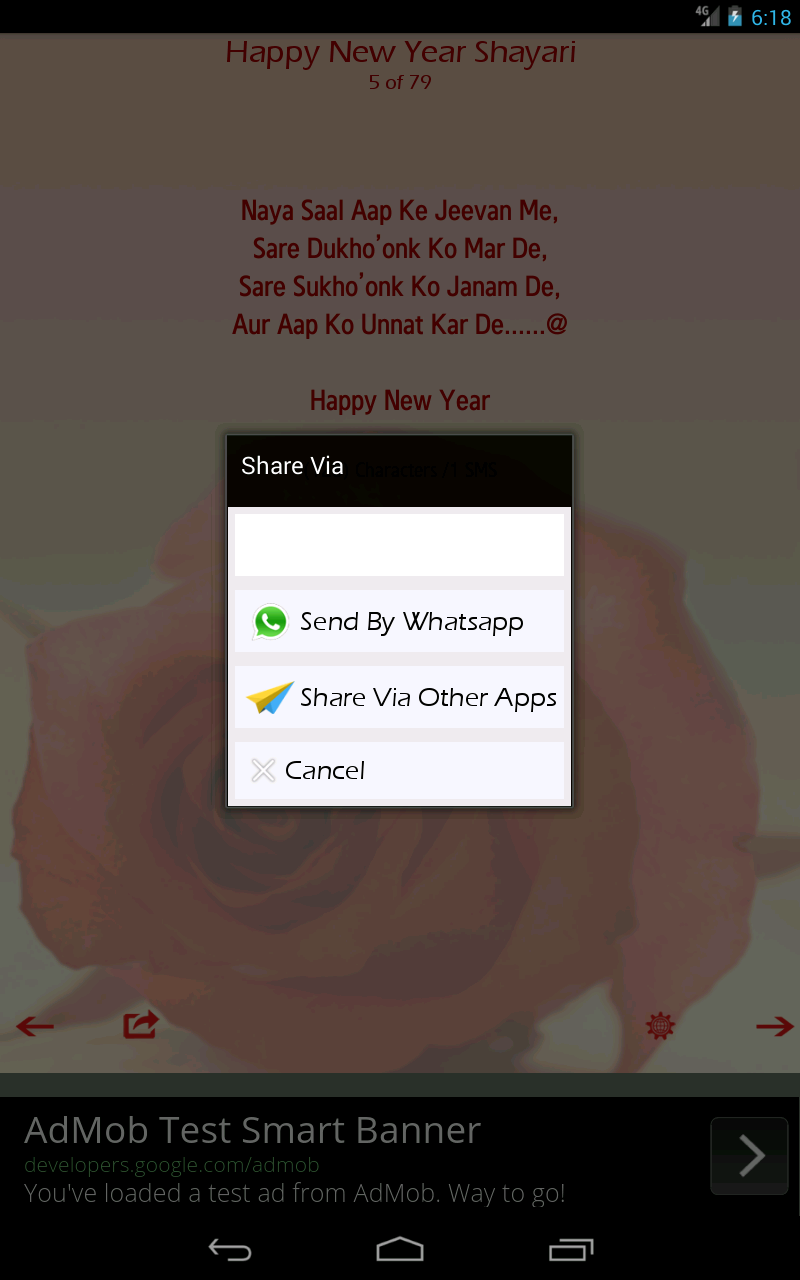 4G
6:18
Happy New Year Shayari
5 of 79
Naya Saal Aap Ke Jeevan Me,
Sare Dukho'onk Ko Mar De,
Sare Sukho'onk Ko Janam De,
Aur Aap Ko Unnat Kar De......@
Happy New Year
Share Via
Characters /1 SMS
Send By Whatsapp
Share Via Other Apps
Cancel
AdMob Test Smart Banner
developers.google.com/admob
You've loaded a test ad from AdMob. Way to go!